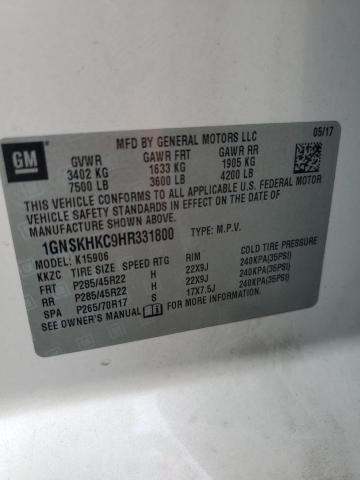 GM
MFD BY GENERAL MOTORS LLC 05/17
GVWR GAWR FRT GAWR RR
3402 KG 1633 KG 1905 KG
7500 LB 3600 LB 4200 LB
THIS VEHICLE CONFORMS TO ALL APPLICABLE U.S. FEDERAL MOTOR
VEHICLE SAFETY STANDARDS IN EFFECT ON THE DATE OF
MANUFACTURE SHOWN ABOVE.
1GNSKHKC9HR331800 TYPE: M.P.V.
MODEL: K15906
KKZC TIRE SIZE SPEED RTG RIM COLD TIRE PRESSURE
FRT P285/45R22 H 22X9J 240KPA(35PSI)
RR P285/45R22 H 22X9J 240KPA(35PSI)
SPA P265/70R17 S 17X7.5J 240KPA(35PSI)
SEE OWNER'S MANUAL FOR MORE INFORMATION.